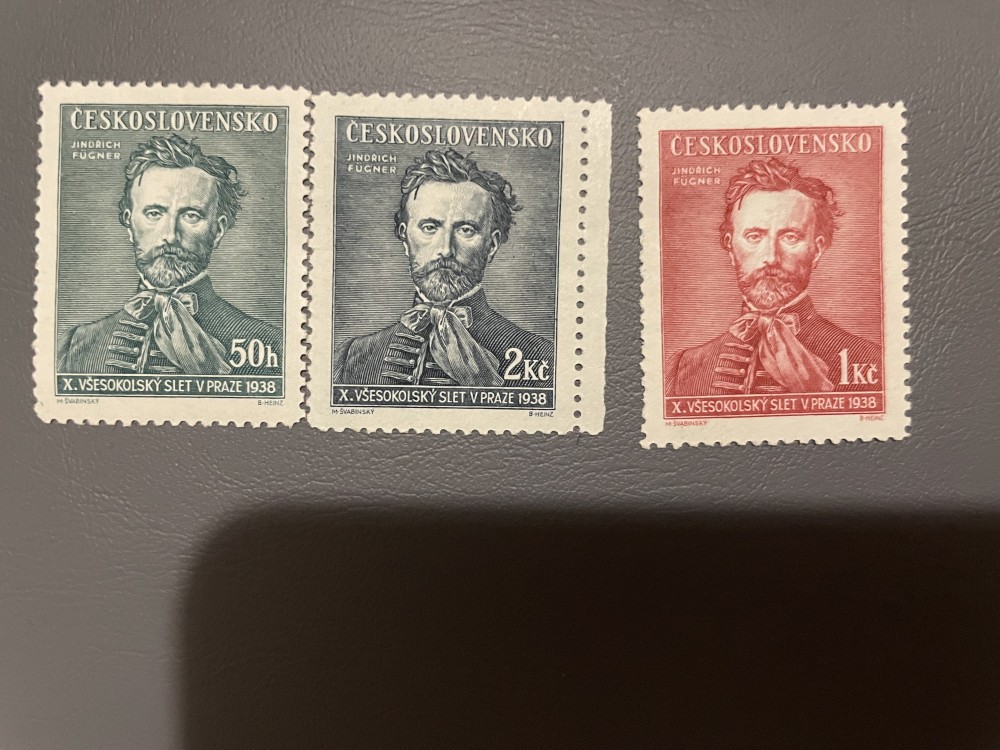 ČESKOSLOVENSKO
JINDŘICH
FÜGNER
50h
X. VŠESOKOLSKÝ SLET V PRAZE 1938
M·ŠVABINSKÝ
B·HEINZ
ČESKOSLOVENSKO
JINDŘICH
FÜGNER
2Kč
X. VŠESOKOLSKÝ SLET V PRAZE 1938
M·ŠVABINSKÝ
B·HEINZ
ČESKOSLOVENSKO
JINDŘICH
FÜGNER
1Kč
X. VŠESOKOLSKÝ SLET V PRAZE 1938
M·ŠVABINSKÝ
B·HEINZ